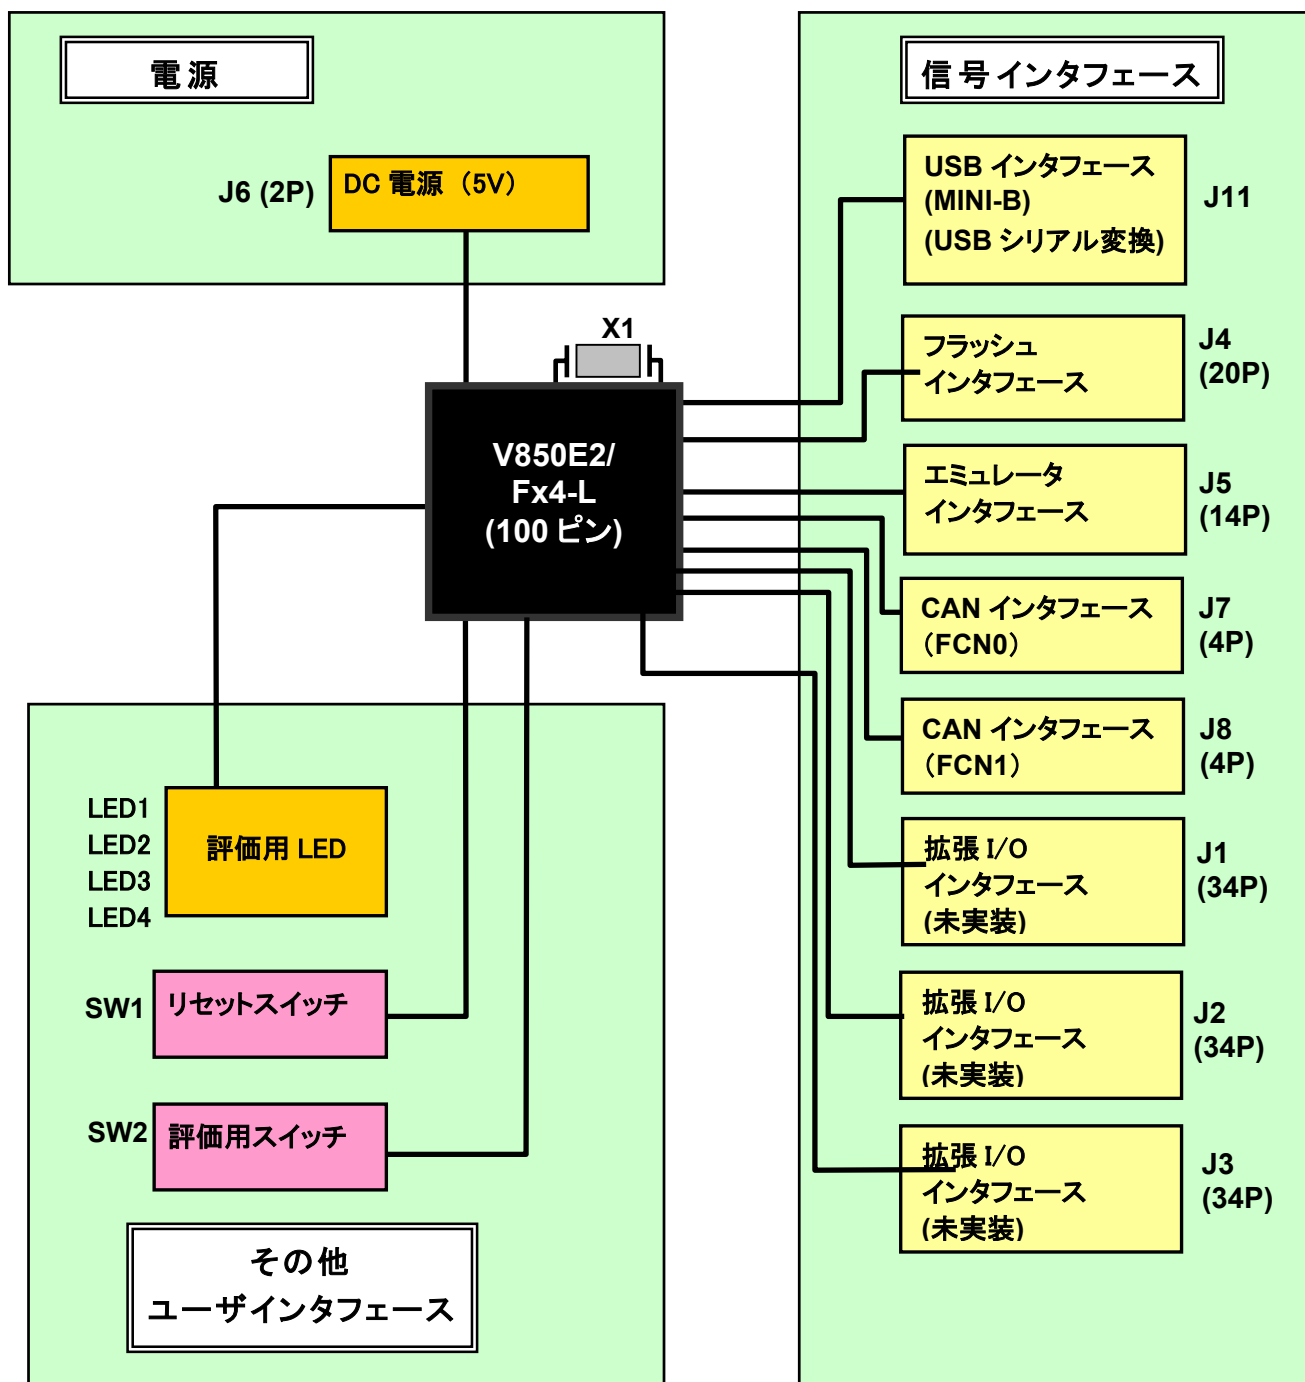 電源
J6 (2P)
DC 電源（5V）
X1
V850E2/
Fx4-L
(100 ピン)
LED1
LED2
LED3
LED4
評価用 LED
SW1
リセットスイッチ
SW2
評価用スイッチ
その他
ユーザインタフェース
信号インタフェース
USB インタフェース
(MINI-B)
(USB シリアル変換)
J11
フラッシュ
インタフェース
J4
(20P)
エミュレータ
インタフェース
J5
(14P)
CAN インタフェース
（FCN0）
J7
(4P)
CAN インタフェース
（FCN1）
J8
(4P)
拡張 I/O
インタフェース
(未実装)
J1
(34P)
拡張 I/O
インタフェース
(未実装)
J2
(34P)
拡張 I/O
インタフェース
(未実装)
J3
(34P)